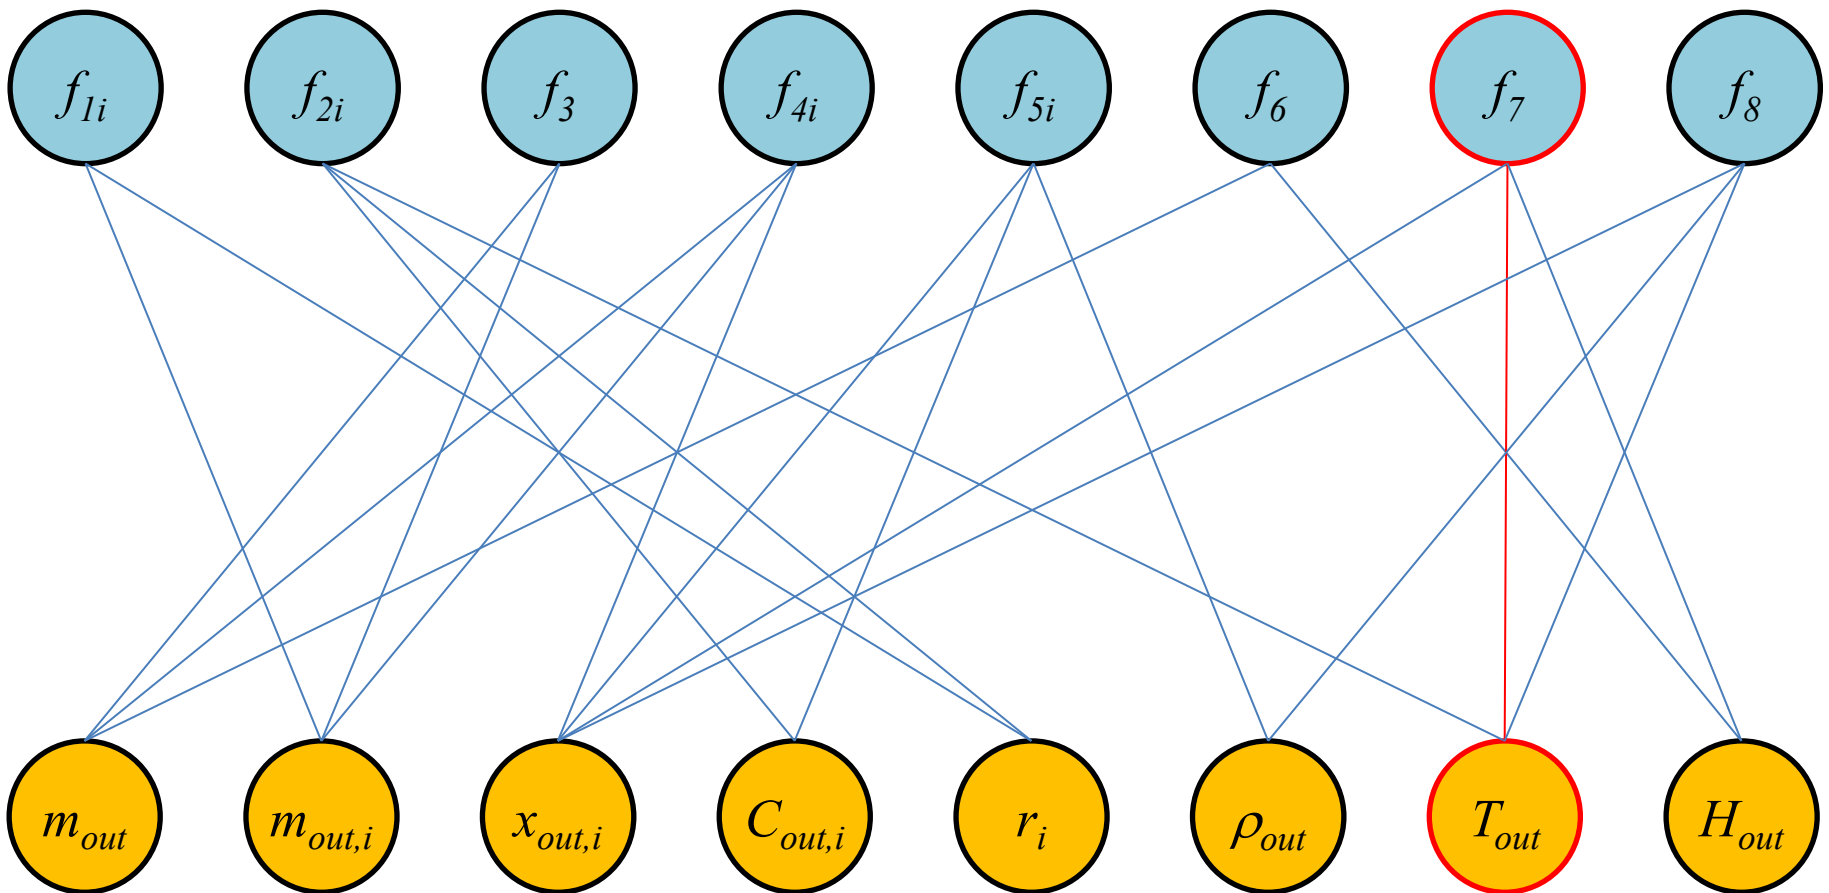 f1i f2i f3 f4i f5i f6 f7 f8
mout mout,i xout,i Cout,i ri ρout Tout Hout